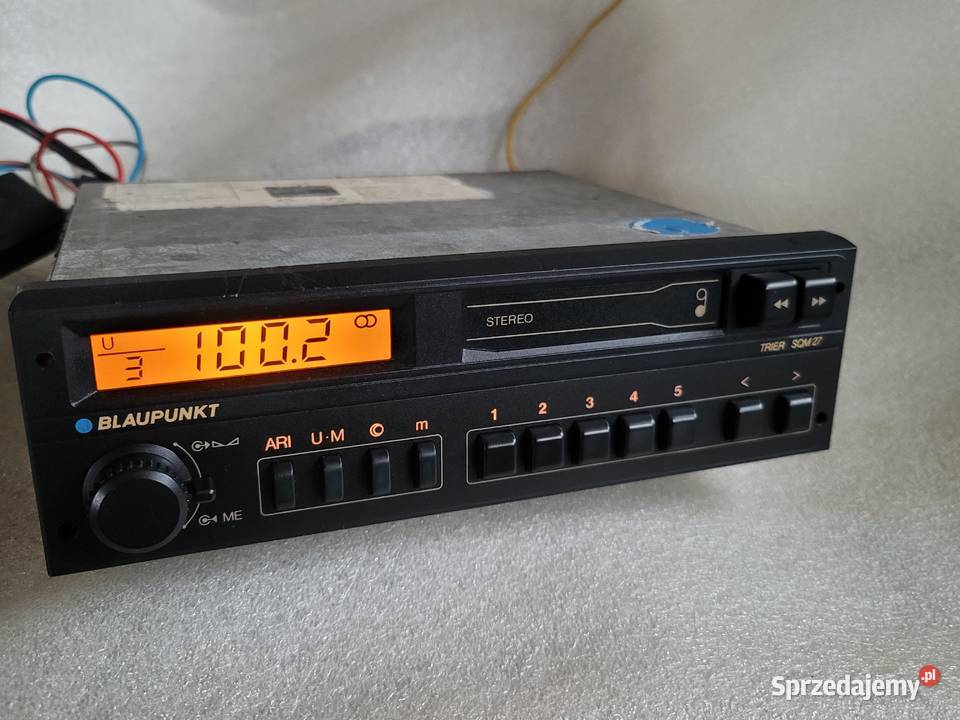 U
3
100.2
STEREO
TRIER SQM 27
BLAUPUNKT
ARI U·M © m
1 2 3 4 5 < >
ME
Sprzedajemy.pl